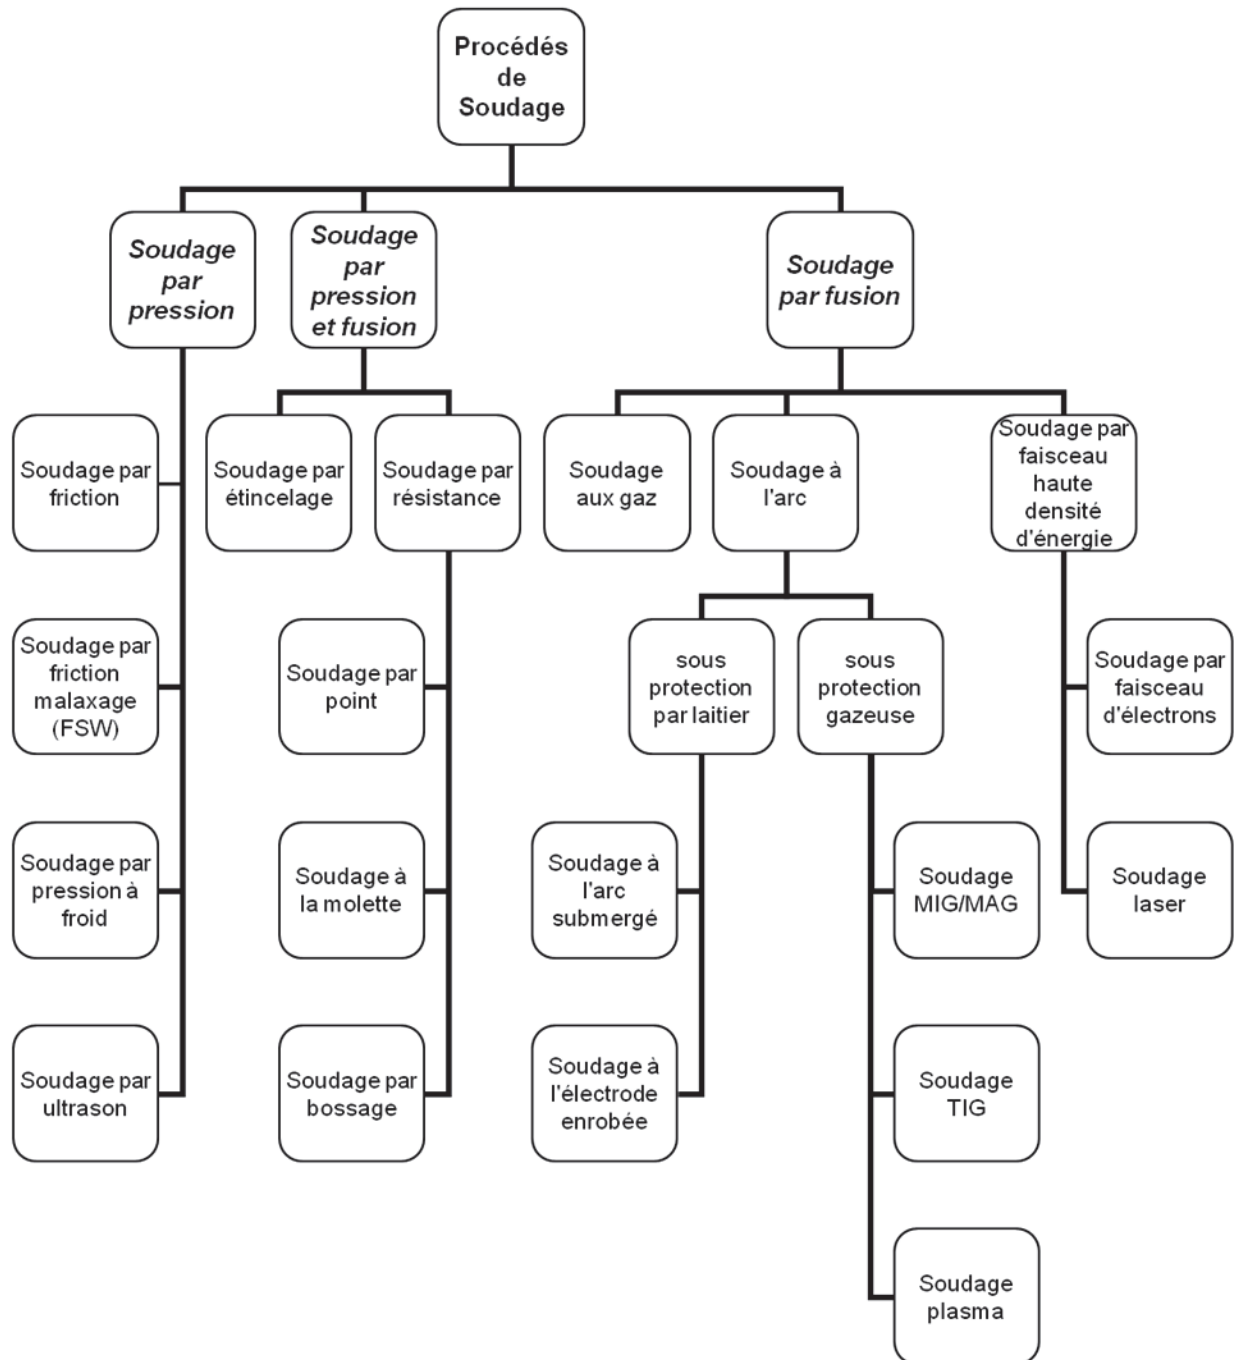 Procédés
de
Soudage
Soudage
par
pression
Soudage
par
pression
et fusion
Soudage
par fusion
Soudage par
friction
Soudage par
étincelage
Soudage par
résistance
Soudage
aux gaz
Soudage à
l'arc
Soudage par
faisceau
haute
densité
d'énergie
Soudage par
friction
malaxage
(FSW)
Soudage par
point
sous
protection
par laitier
sous
protection
gazeuse
Soudage par
faisceau
d'électrons
Soudage par
pression à
froid
Soudage à
la molette
Soudage à
l'arc
submergé
Soudage
MIG/MAG
Soudage
laser
Soudage par
ultrason
Soudage par
bossage
Soudage à
l'électrode
enrobée
Soudage
TIG
Soudage
plasma